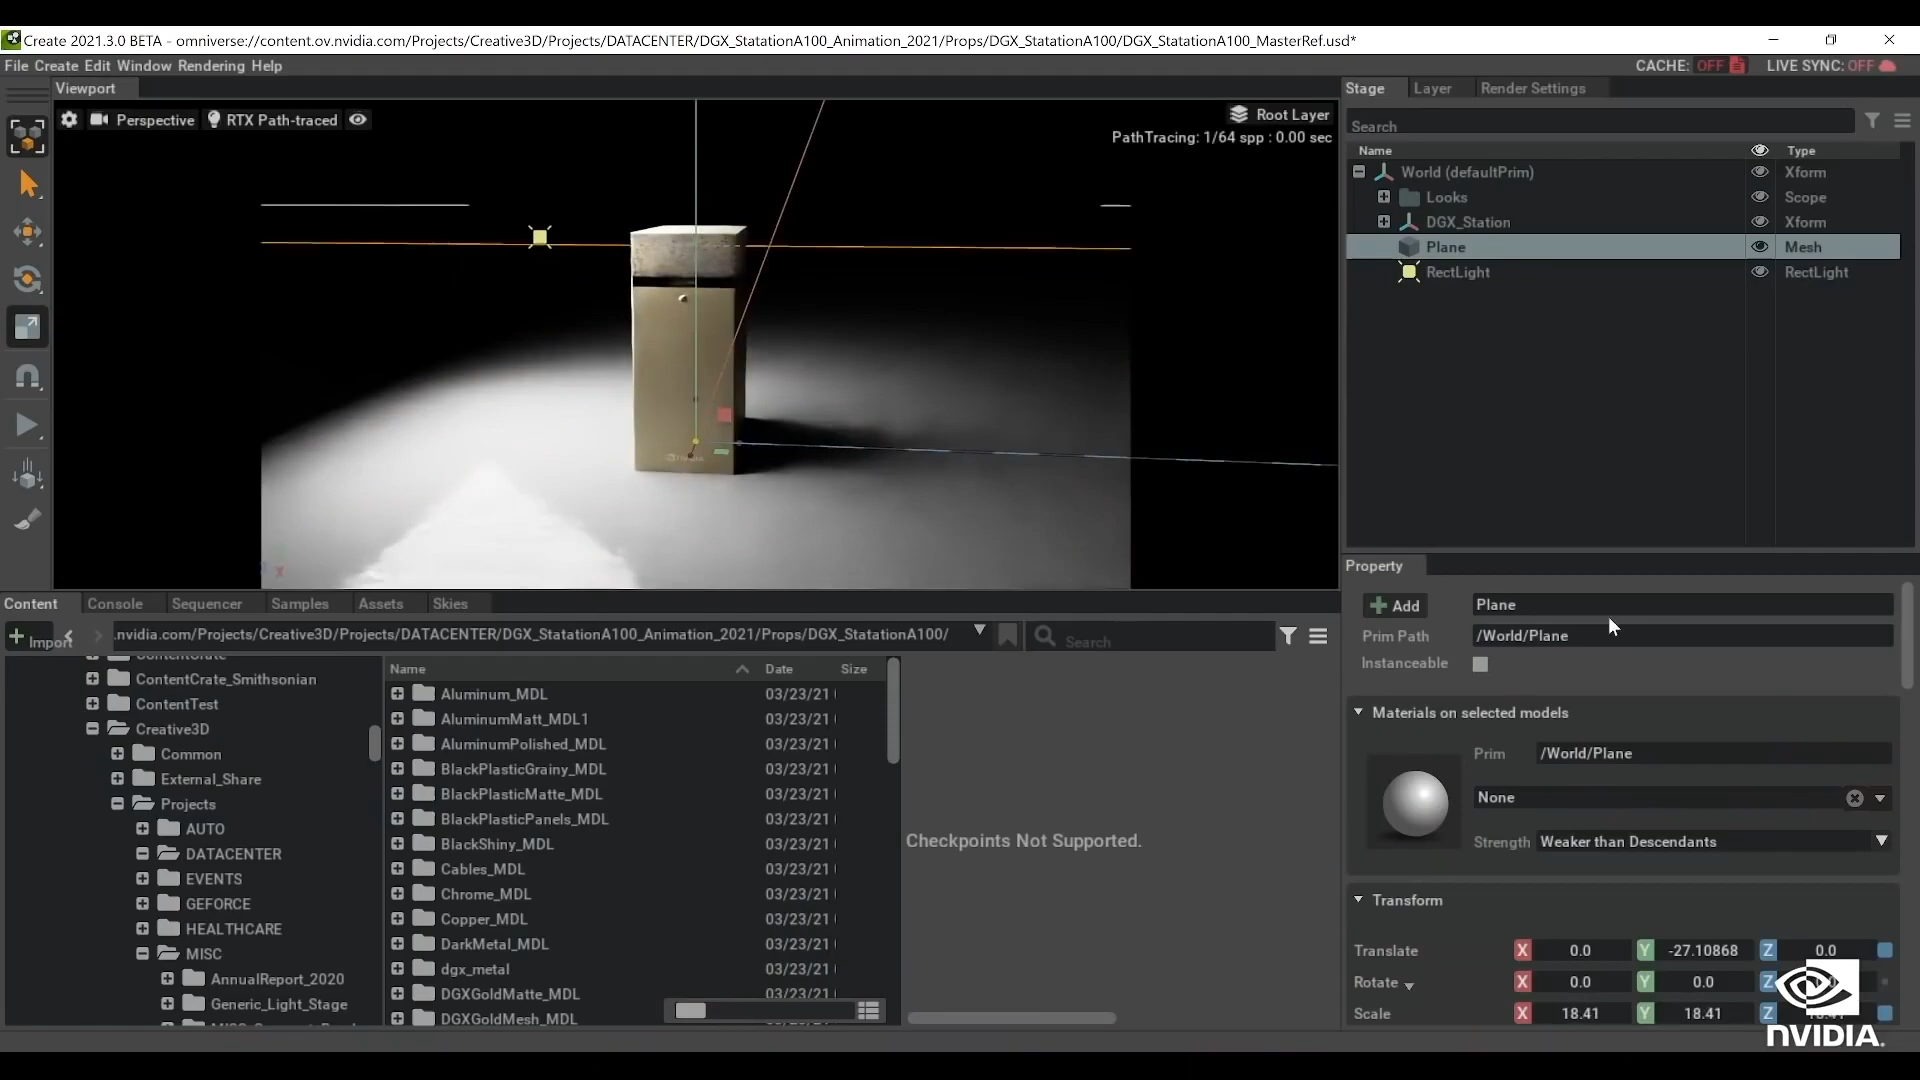 Create 2021.3.0 BETA - omniverse://content.ov.nvidia.com/Projects/Creative3D/Projects/DATACENTER/DGX_StatationA100_Animation_2021/Props/DGX_StatationA100/DGX_StatationA100_MasterRef.usd*
File Create Edit Window Rendering Help
CACHE: OFF LIVE SYNC: OFF
Viewport
Perspective RTX Path-traced
Root Layer
PathTracing: 1/64 spp : 0.00 sec
X
Stage Layer Render Settings
Search
Name Type
World (defaultPrim) Xform
Looks Scope
DGX_Station Xform
Plane Mesh
RectLight RectLight
Content Console Sequencer Samples Assets Skies
Import .nvidia.com/Projects/Creative3D/Projects/DATACENTER/DGX_StatationA100_Animation_2021/Props/DGX_StatationA100/ Search
ContentCrate
ContentCrate_Smithsonian
ContentTest
Creative3D
Common
External_Share
Projects
AUTO
DATACENTER
EVENTS
GEFORCE
HEALTHCARE
MISC
AnnualReport_2020
Generic_Light_Stage
Name Date Size
Aluminum_MDL 03/23/21
AluminumMatt_MDL1 03/23/21
AluminumPolished_MDL 03/23/21
BlackPlasticGrainy_MDL 03/23/21
BlackPlasticMatte_MDL 03/23/21
BlackPlasticPanels_MDL 03/23/21
BlackShiny_MDL 03/23/21
Cables_MDL 03/23/21
Chrome_MDL 03/23/21
Copper_MDL 03/23/21
DarkMetal_MDL 03/23/21
dgx_metal 03/23/21
DGXGoldMatte_MDL 03/23/21
DGXGoldMesh_MDL
Checkpoints Not Supported.
Property
Add Plane
Prim Path /World/Plane
Instanceable
Materials on selected models
Prim /World/Plane
None
Strength Weaker than Descendants
Transform
Translate X 0.0 Y -27.10868 Z 0.0
Rotate X 0.0 Y 0.0 Z
Scale X 18.41 Y 18.41 Z
NVIDIA.